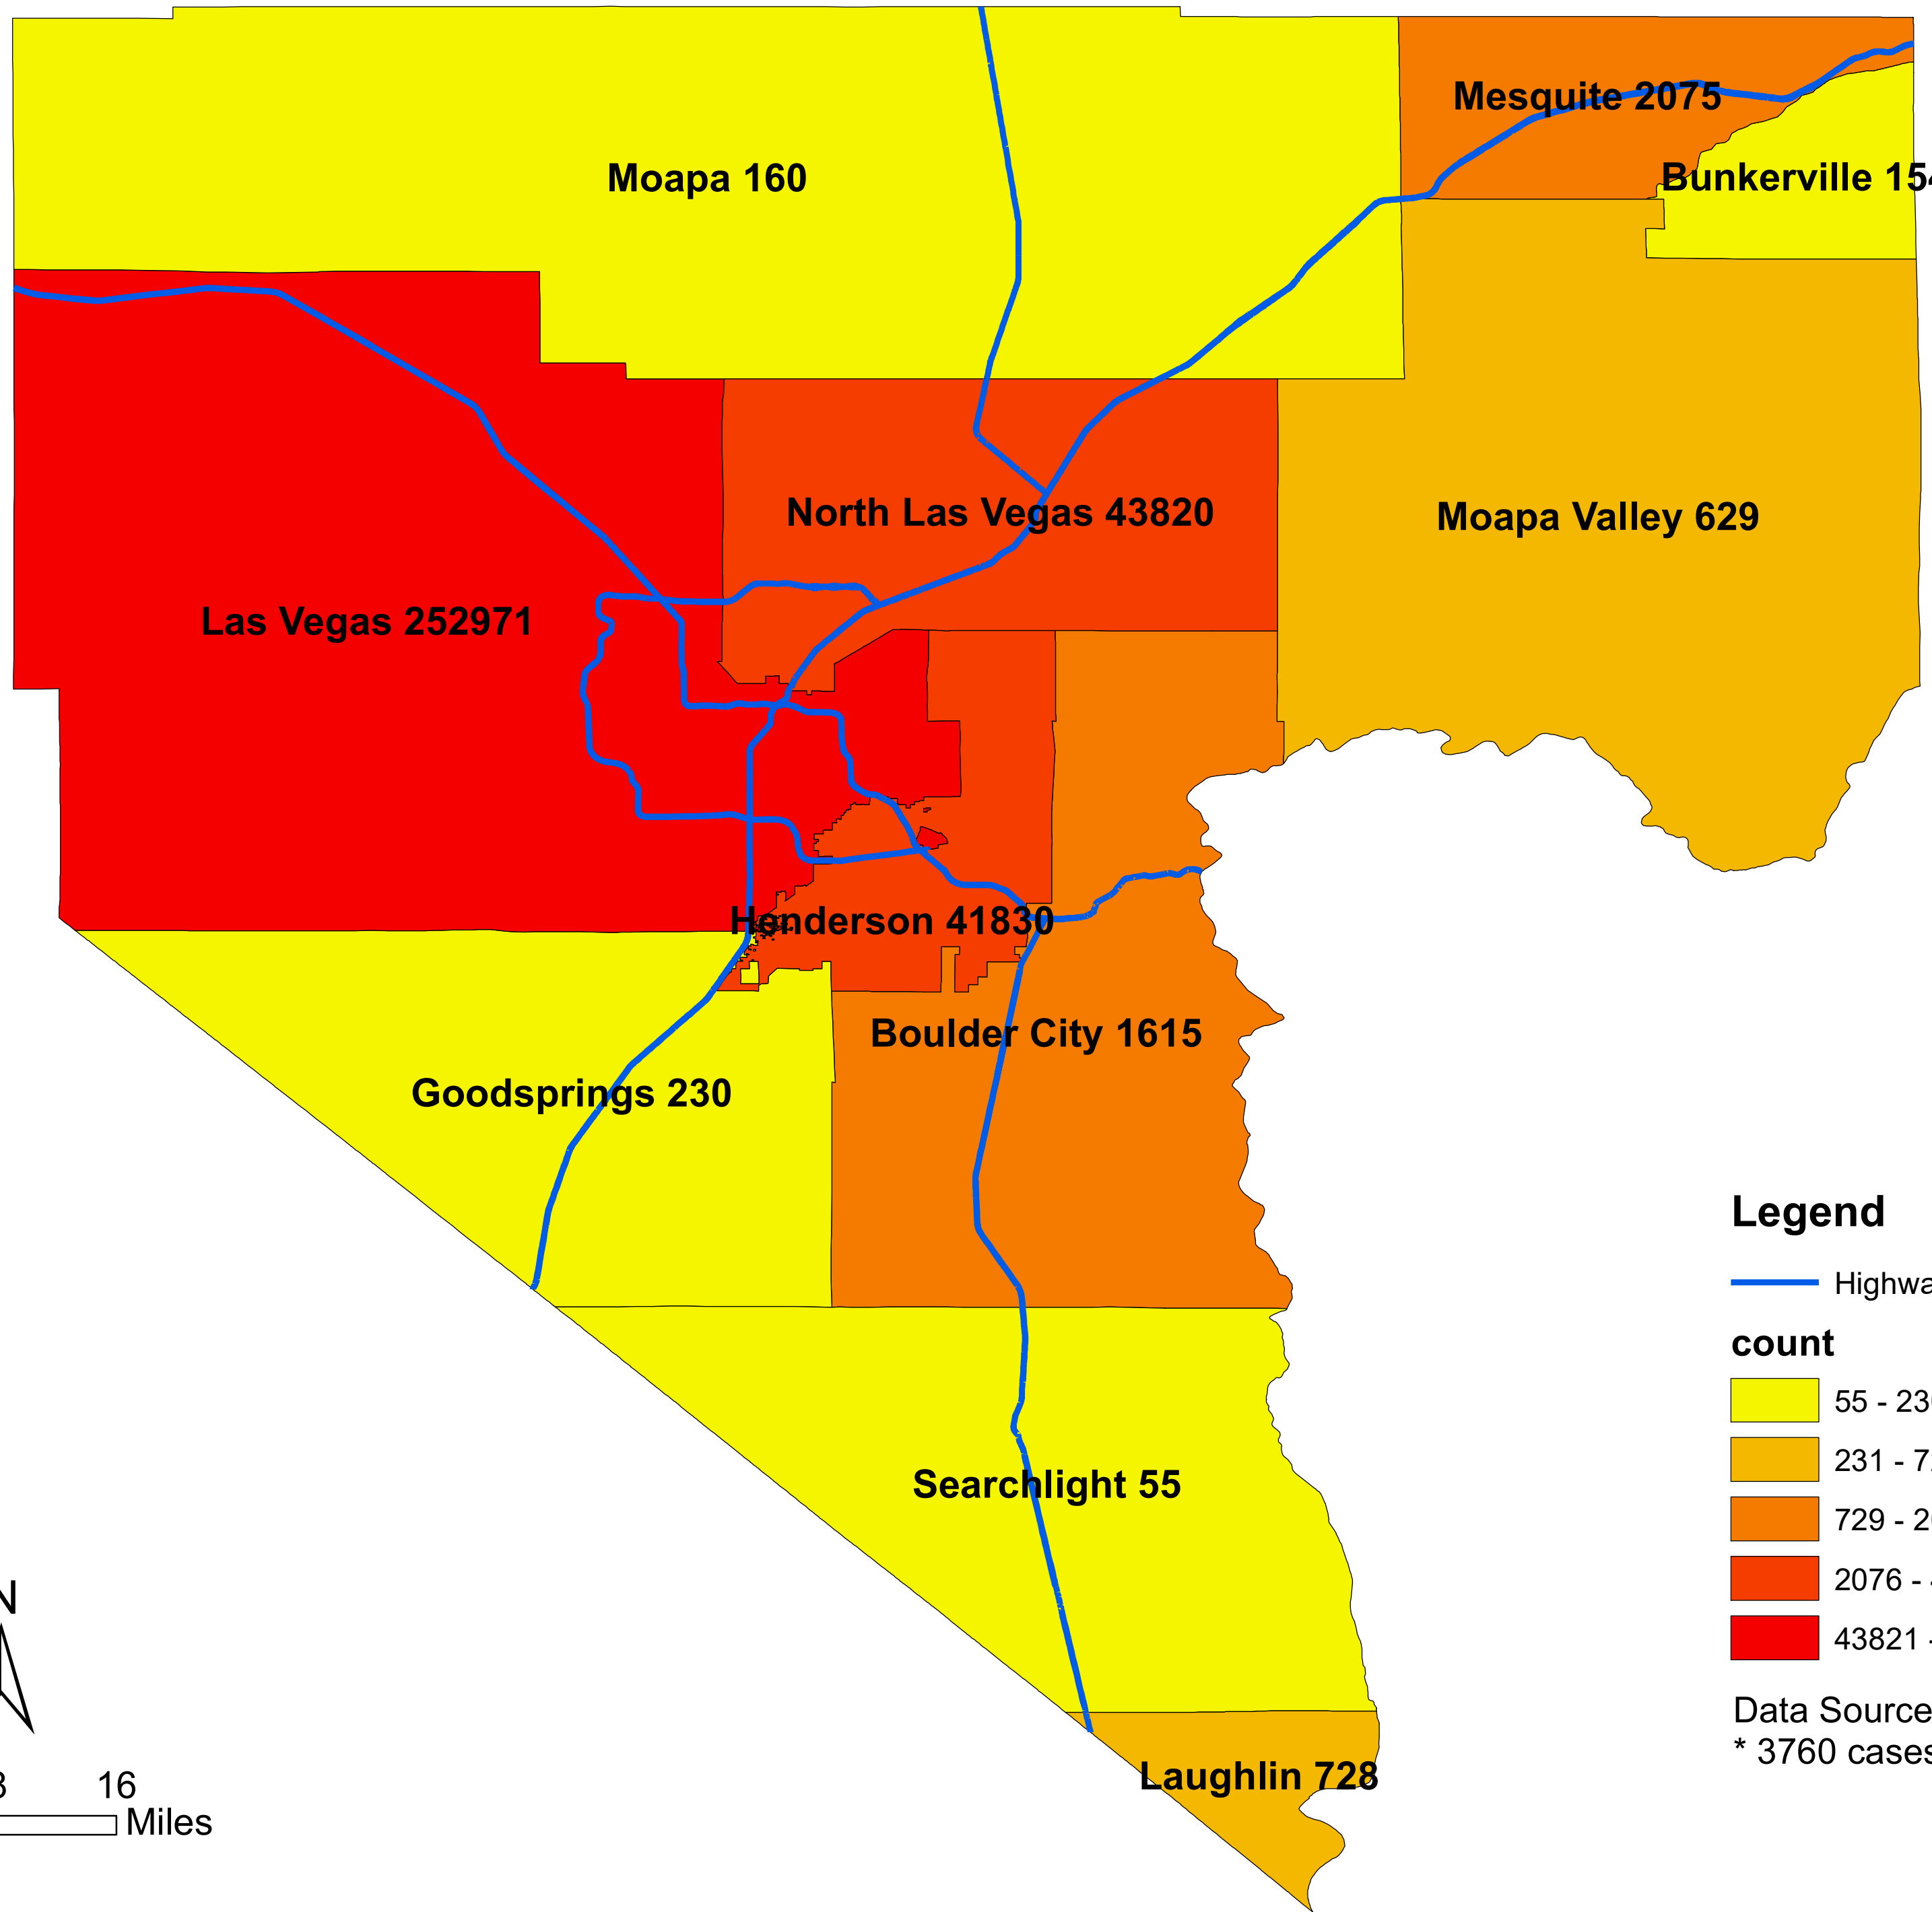 Mesquite 2075
Moapa 160
Bunkerville 154
North Las Vegas 43820
Moapa Valley 629
Las Vegas 252971
Henderson 41830
Boulder City 1615
Goodsprings 230
Searchlight 55
Laughlin 728
Legend
Highwa
count
55 - 23
231 - 7
729 - 2
2076 -
43821 -
Data Source
* 3760 cases
N
16
Miles